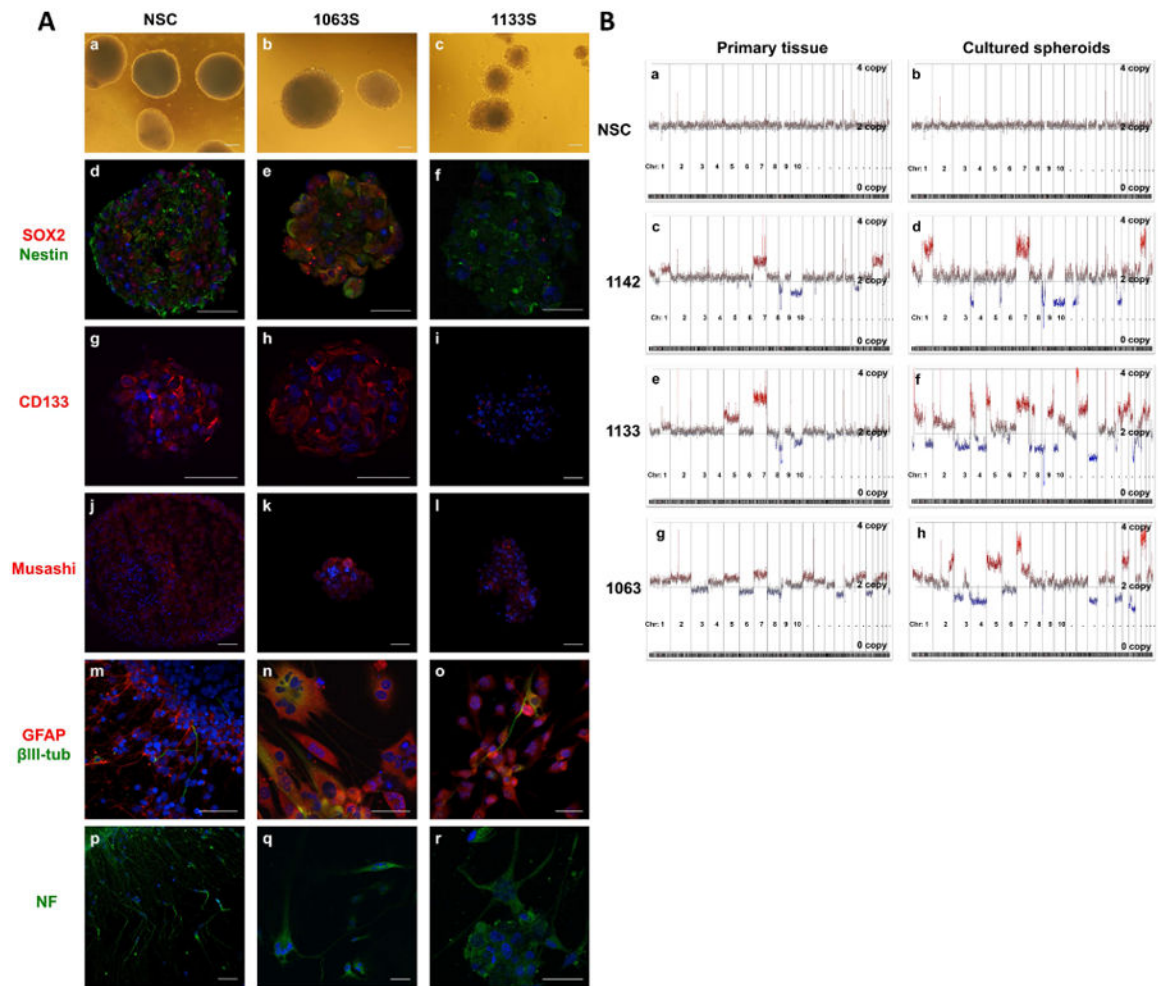 A
NSC
1063S
1133S
a
b
c
SOX2
Nestin
d
e
f
CD133
g
h
i
Musashi
j
k
l
GFAP
βIII-tub
m
n
o
NF
p
q
r
B
Primary tissue
Cultured spheroids
NSC
a
4 copy
2 copy
Chr: 1 2 3 4 5 6 7 8 9 10
0 copy
b
4 copy
2 copy
Chr: 1 2 3 4 5 6 7 8 9 10
0 copy
1142
c
4 copy
2 copy
Ch: 1 2 3 4 5 6 7 8 9 10
0 copy
d
4 copy
2 copy
Chr: 1 2 3 4 5 6 7 8 9 10
0 copy
1133
e
4 copy
2 copy
Chr: 1 2 3 4 5 6 7 8 9 10
0 copy
f
4 copy
2 copy
Chr: 1 2 3 4 5 6 7 8 9 10
0 copy
1063
g
4 copy
2 copy
Chr: 1 2 3 4 5 6 7 8 9 10
0 copy
h
4 copy
2 copy
Chr: 1 2 3 4 5 6 7 8 9 10
0 copy